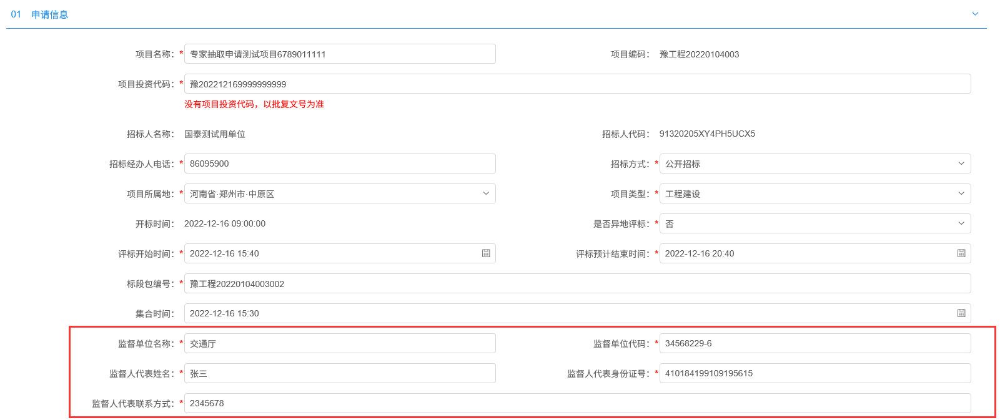 01 申请信息
项目名称：*专家抽取申请测试项目6789011111 项目编码：豫工程20220104003
项目投资代码：*豫202212169999999999
没有项目投资代码，以批复文号为准
招标人名称：国泰测试用单位 招标人代码：91320205XY4PH5UCX5
招标经办人电话：*86095900 招标方式：*公开招标
项目所属地：*河南省·郑州市·中原区 项目类型：*工程建设
开标时间：2022-12-16 09:00:00 是否异地评标：*否
评标开始时间：*2022-12-16 15:40 评标预计结束时间：*2022-12-16 20:40
标段包编号：*豫工程20220104003002
集合时间：2022-12-16 15:30
监督单位名称：*交通厅 监督单位代码：*34568229-6
监督人代表姓名：*张三 监督人代表身份证号：*410184199109195615
监督人代表联系方式：*2345678